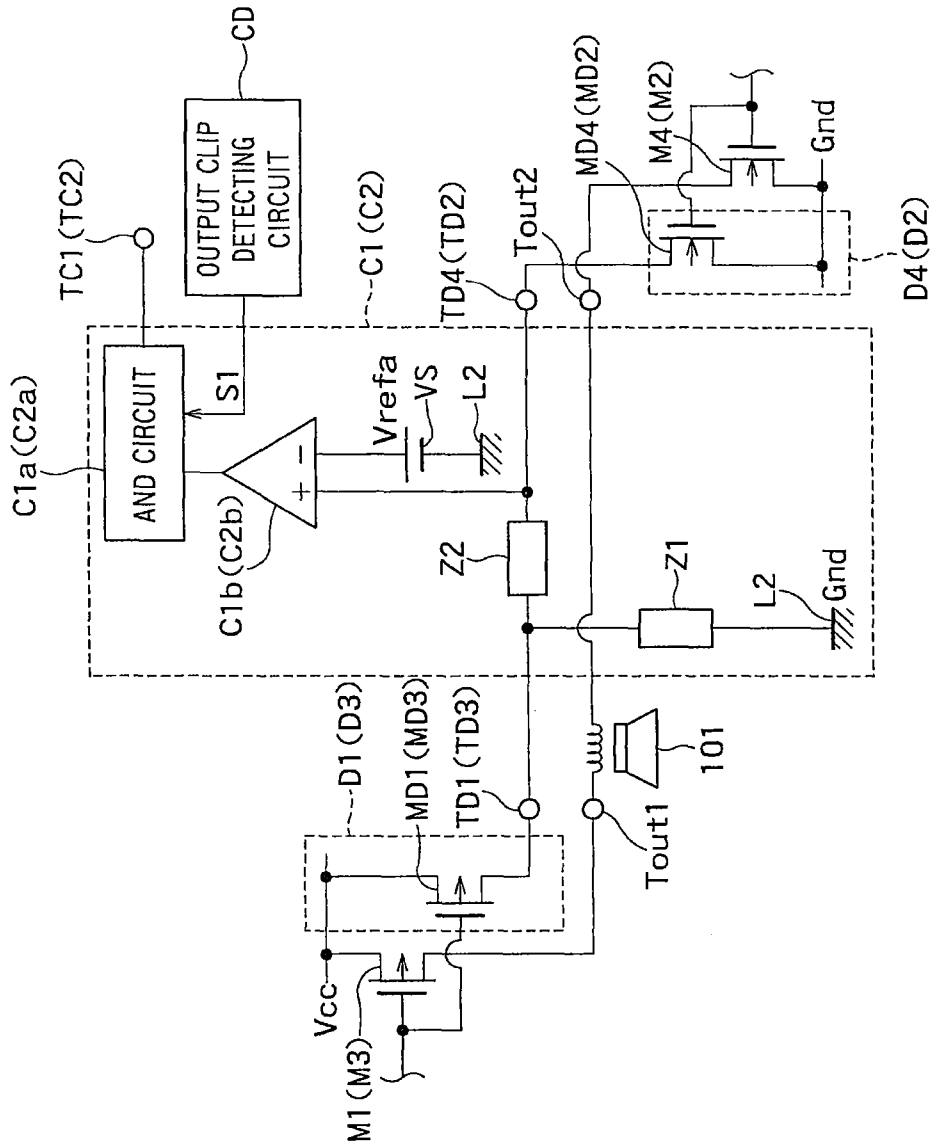 C1a(C2a)
AND CIRCUIT
TC1(TC2)
CD
OUTPUT CLIP
DETECTING
CIRCUIT
S1
C1(C2)
C1b(C2b)
+
−
Vrefa
VS
L2
TD4(TD2)
Tout2
MD4(MD2)
M4(M2)
Gnd
D4(D2)
Z2
Z1
L2
Gnd
D1(D3)
MD1(MD3)
TD1(TD3)
101
Tout1
Vcc
M1(M3)